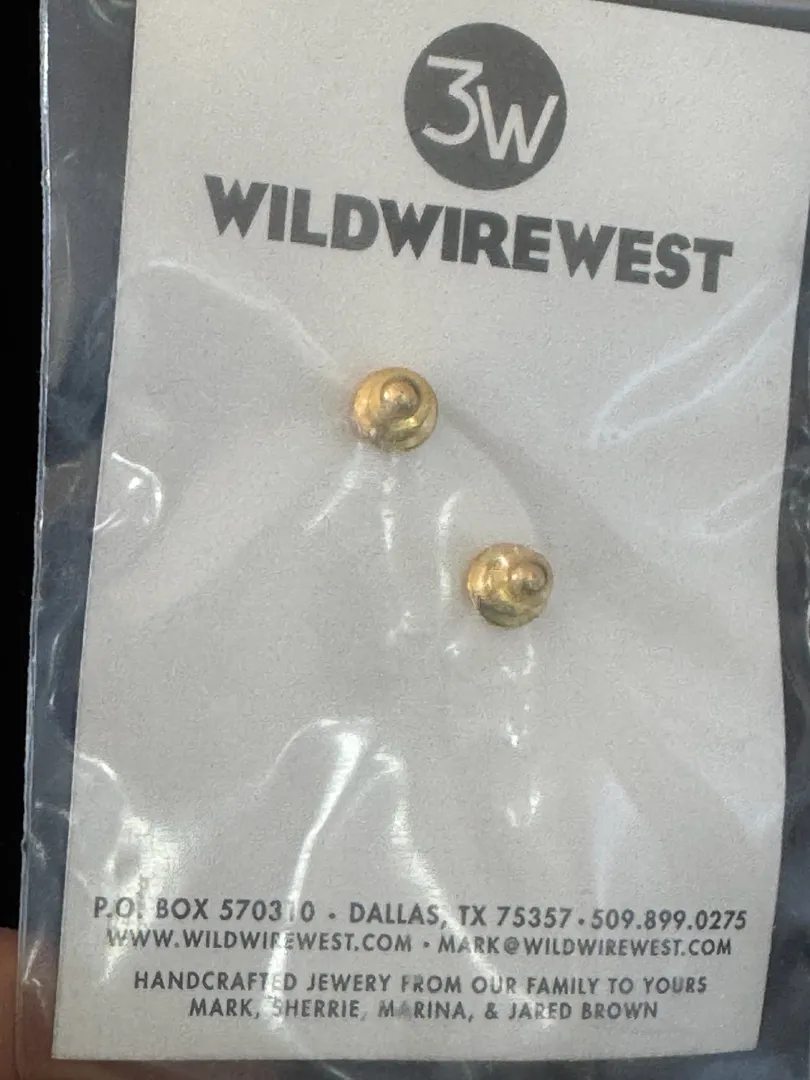 3W
WILDWIREWEST
P.O. BOX 570310 • DALLAS, TX 75357 • 509.899.0275
WWW.WILDWIREWEST.COM • MARK@WILDWIREWEST.COM
HANDCRAFTED JEWERY FROM OUR FAMILY TO YOURS
MARK, SHERRIE, MARINA, & JARED BROWN